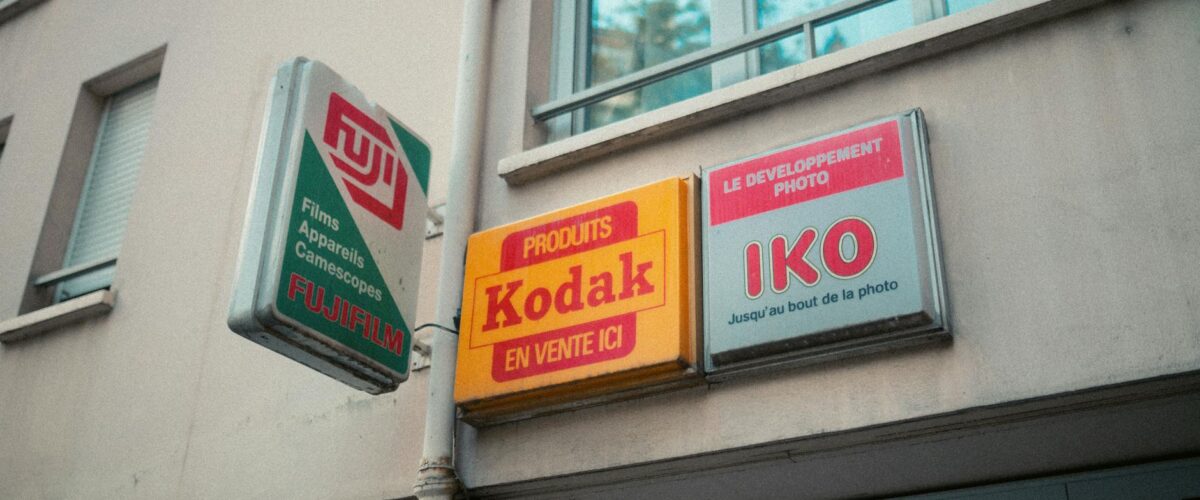 FUJI
Films
Appareils
Camescopes
FUJIFILM
PRODUITS
Kodak
EN VENTE ICI
LE DEVELOPPEMENT
PHOTO
IKO
Jusqu'au bout de la photo